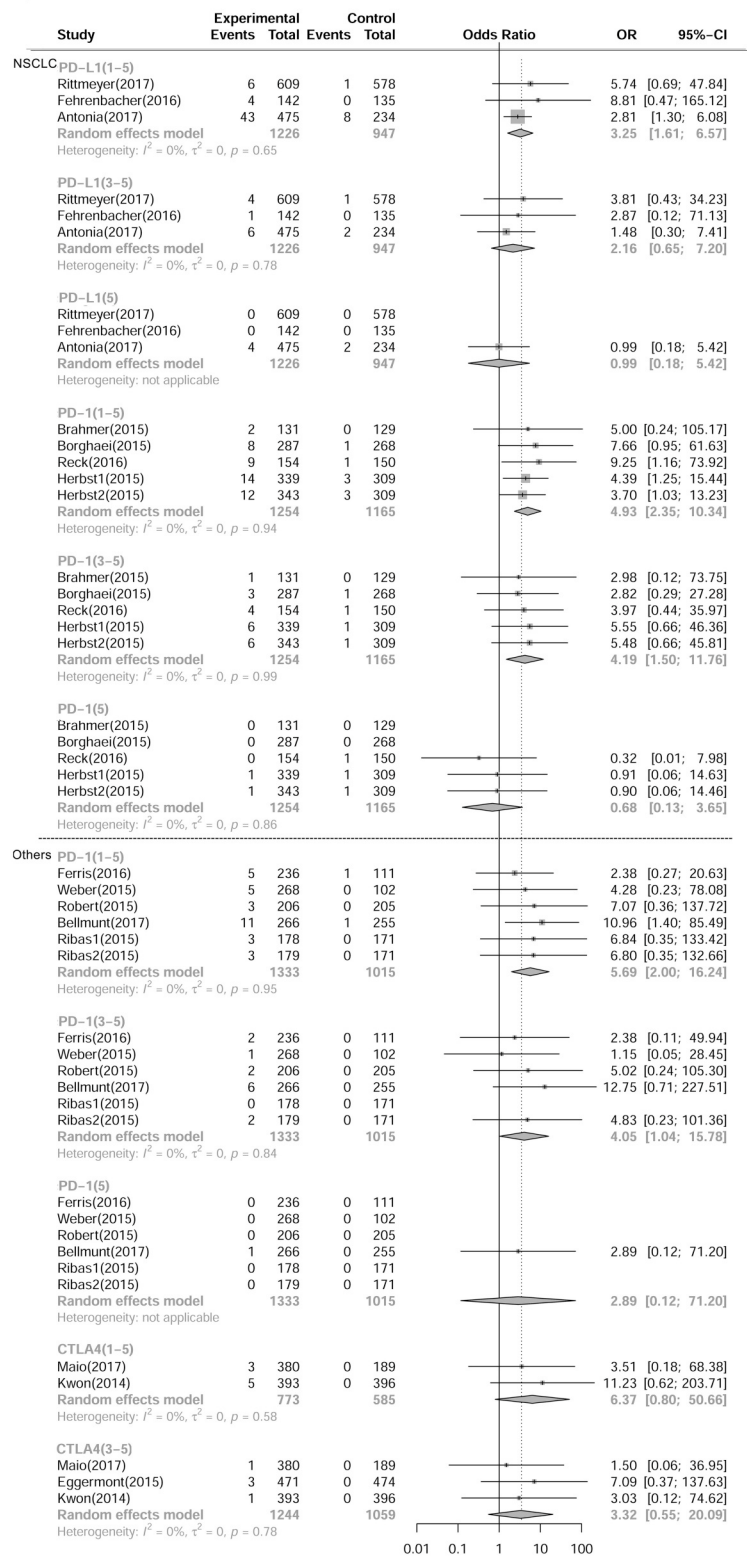 Experimental Control
Study Events Total Events Total Odds Ratio OR 95%−CI
NSCLC PD−L1(1−5)
Rittmeyer(2017) 6 609 1 578 5.74 [0.69; 47.84]
Fehrenbacher(2016) 4 142 0 135 8.81 [0.47; 165.12]
Antonia(2017) 43 475 8 234 2.81 [1.30; 6.08]
Random effects model 1226 947 3.25 [1.61; 6.57]
Heterogeneity: I² = 0%, τ² = 0, p = 0.65
PD−L1(3−5)
Rittmeyer(2017) 4 609 1 578 3.81 [0.43; 34.23]
Fehrenbacher(2016) 1 142 0 135 2.87 [0.12; 71.13]
Antonia(2017) 6 475 2 234 1.48 [0.30; 7.41]
Random effects model 1226 947 2.16 [0.65; 7.20]
Heterogeneity: I² = 0%, τ² = 0, p = 0.78
PD−L1(5)
Rittmeyer(2017) 0 609 0 578
Fehrenbacher(2016) 0 142 0 135
Antonia(2017) 4 475 2 234 0.99 [0.18; 5.42]
Random effects model 1226 947 0.99 [0.18; 5.42]
Heterogeneity: not applicable
PD−1(1−5)
Brahmer(2015) 2 131 0 129 5.00 [0.24; 105.17]
Borghaei(2015) 8 287 1 268 7.66 [0.95; 61.63]
Reck(2016) 9 154 1 150 9.25 [1.16; 73.92]
Herbst1(2015) 14 339 3 309 4.39 [1.25; 15.44]
Herbst2(2015) 12 343 3 309 3.70 [1.03; 13.23]
Random effects model 1254 1165 4.93 [2.35; 10.34]
Heterogeneity: I² = 0%, τ² = 0, p = 0.94
PD−1(3−5)
Brahmer(2015) 1 131 0 129 2.98 [0.12; 73.75]
Borghaei(2015) 3 287 1 268 2.82 [0.29; 27.28]
Reck(2016) 4 154 1 150 3.97 [0.44; 35.97]
Herbst1(2015) 6 339 1 309 5.55 [0.66; 46.36]
Herbst2(2015) 6 343 1 309 5.48 [0.66; 45.81]
Random effects model 1254 1165 4.19 [1.50; 11.76]
Heterogeneity: I² = 0%, τ² = 0, p = 0.99
PD−1(5)
Brahmer(2015) 0 131 0 129
Borghaei(2015) 0 287 0 268
Reck(2016) 0 154 1 150 0.32 [0.01; 7.98]
Herbst1(2015) 1 339 1 309 0.91 [0.06; 14.63]
Herbst2(2015) 1 343 1 309 0.90 [0.06; 14.46]
Random effects model 1254 1165 0.68 [0.13; 3.65]
Heterogeneity: I² = 0%, τ² = 0, p = 0.86
Others PD−1(1−5)
Ferris(2016) 5 236 1 111 2.38 [0.27; 20.63]
Weber(2015) 5 268 0 102 4.28 [0.23; 78.08]
Robert(2015) 3 206 0 205 7.07 [0.36; 137.72]
Bellmunt(2017) 11 266 1 255 10.96 [1.40; 85.49]
Ribas1(2015) 3 178 0 171 6.84 [0.35; 133.42]
Ribas2(2015) 3 179 0 171 6.80 [0.35; 132.66]
Random effects model 1333 1015 5.69 [2.00; 16.24]
Heterogeneity: I² = 0%, τ² = 0, p = 0.95
PD−1(3−5)
Ferris(2016) 2 236 0 111 2.38 [0.11; 49.94]
Weber(2015) 1 268 0 102 1.15 [0.05; 28.45]
Robert(2015) 2 206 0 205 5.02 [0.24; 105.30]
Bellmunt(2017) 6 266 0 255 12.75 [0.71; 227.51]
Ribas1(2015) 0 178 0 171
Ribas2(2015) 2 179 0 171 4.83 [0.23; 101.36]
Random effects model 1333 1015 4.05 [1.04; 15.78]
Heterogeneity: I² = 0%, τ² = 0, p = 0.84
PD−1(5)
Ferris(2016) 0 236 0 111
Weber(2015) 0 268 0 102
Robert(2015) 0 206 0 205
Bellmunt(2017) 1 266 0 255 2.89 [0.12; 71.20]
Ribas1(2015) 0 178 0 171
Ribas2(2015) 0 179 0 171
Random effects model 1333 1015 2.89 [0.12; 71.20]
Heterogeneity: not applicable
CTLA4(1−5)
Maio(2017) 3 380 0 189 3.51 [0.18; 68.38]
Kwon(2014) 5 393 0 396 11.23 [0.62; 203.71]
Random effects model 773 585 6.37 [0.80; 50.66]
Heterogeneity: I² = 0%, τ² = 0, p = 0.58
CTLA4(3−5)
Maio(2017) 1 380 0 189 1.50 [0.06; 36.95]
Eggermont(2015) 3 471 0 474 7.09 [0.37; 137.63]
Kwon(2014) 1 393 0 396 3.03 [0.12; 74.62]
Random effects model 1244 1059 3.32 [0.55; 20.09]
Heterogeneity: I² = 0%, τ² = 0, p = 0.78
0.01 0.1 1 10 100